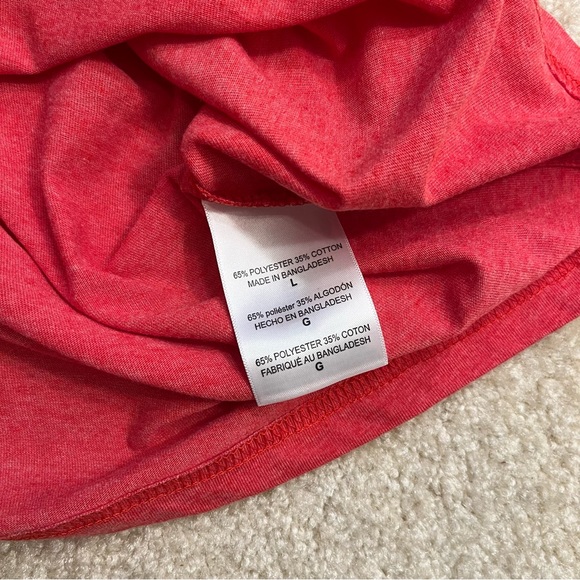 65% POLYESTER 35% COTTON
MADE IN BANGLADESH
L
65% poliéster 35% ALGODÓN
HECHO EN BANGLADESH
G
65% POLYESTER 35% COTON
FABRIQUÉ AU BANGLADESH
G